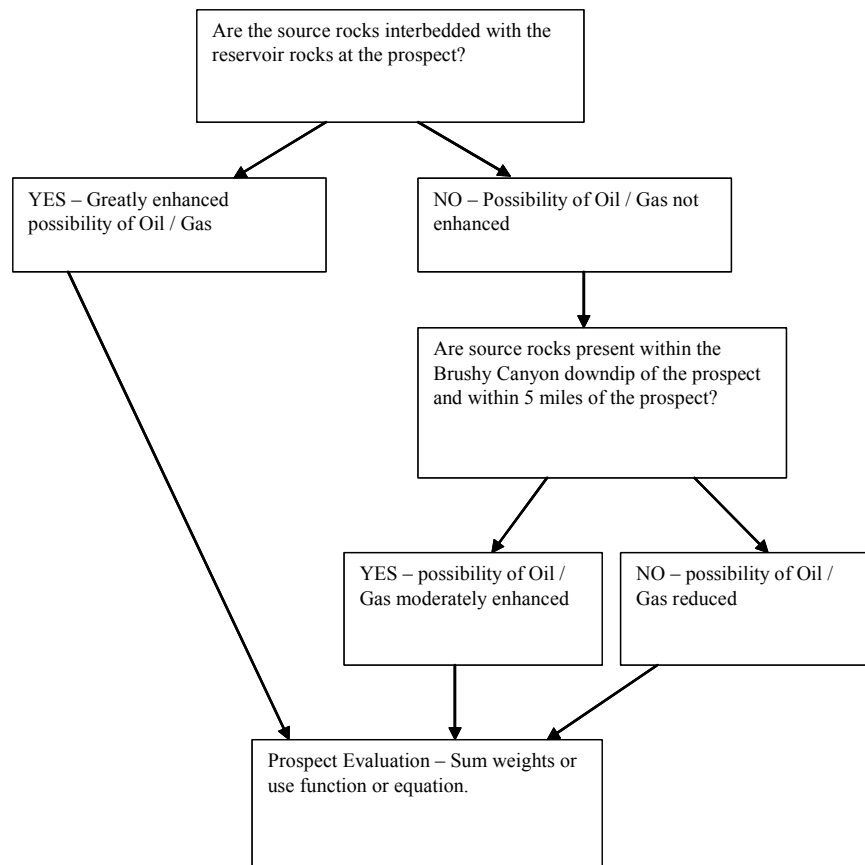 Are the source rocks interbedded with the
reservoir rocks at the prospect?
YES – Greatly enhanced
possibility of Oil / Gas
NO – Possibility of Oil / Gas not
enhanced
Are source rocks present within the
Brushy Canyon downdip of the prospect
and within 5 miles of the prospect?
YES – possibility of Oil /
Gas moderately enhanced
NO – possibility of Oil /
Gas reduced
Prospect Evaluation – Sum weights or
use function or equation.